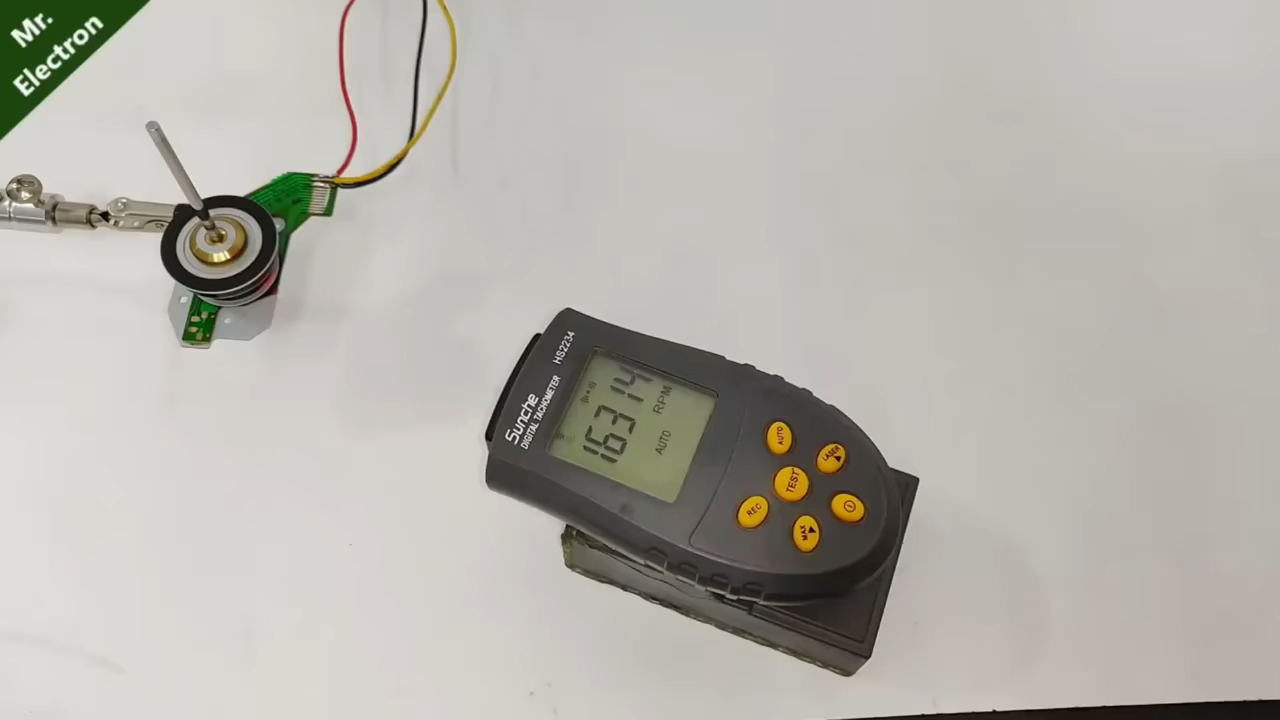 Mr.
Electron
HS2234
Sunche
DIGITAL TACHOMETER
16314
RPM
AUTO
AUTO
LASER
TEST
REC
MAX